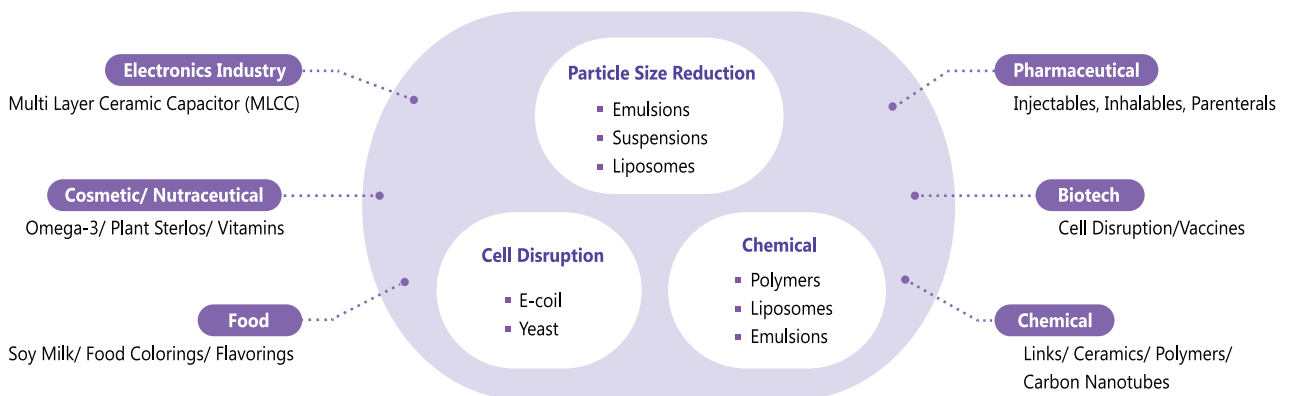 Electronics Industry
Multi Layer Ceramic Capacitor (MLCC)
Cosmetic/ Nutraceutical
Omega-3/ Plant Sterlos/ Vitamins
Food
Soy Milk/ Food Colorings/ Flavorings
Particle Size Reduction
▪ Emulsions
▪ Suspensions
▪ Liposomes
Cell Disruption
▪ E-coil
▪ Yeast
Chemical
▪ Polymers
▪ Liposomes
▪ Emulsions
Pharmaceutical
Injectables, Inhalables, Parenterals
Biotech
Cell Disruption/Vaccines
Chemical
Links/ Ceramics/ Polymers/
Carbon Nanotubes